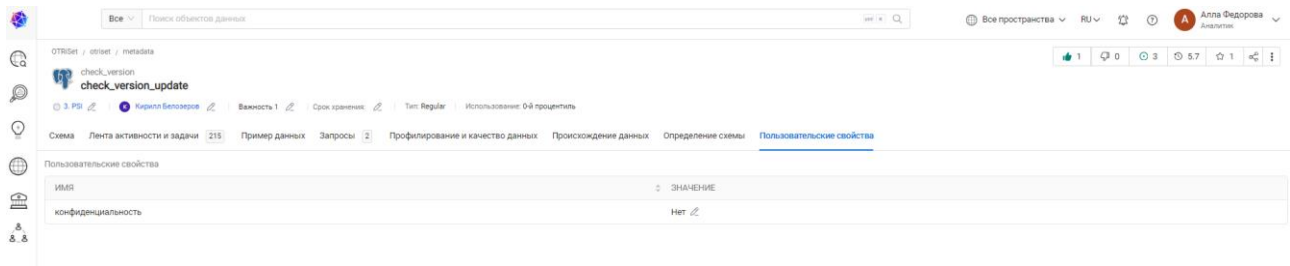 Все Поиск объектов данных Все пространства RU А Алла Федорова
Аналитик
OTRISet / otriset / metadata
1 0 3 5.7 1
check_version
check_version_update
3. PSI К Кирилл Белозеров Важность 1 Срок хранения: Тип: Regular Использование: 0-й процентиль
Схема Лента активности и задачи 215 Пример данных Запросы 2 Профилирование и качество данных Происхождение данных Определение схемы Пользовательские свойства
Пользовательские свойства
ИМЯ ЗНАЧЕНИЕ
конфиденциальность Нет